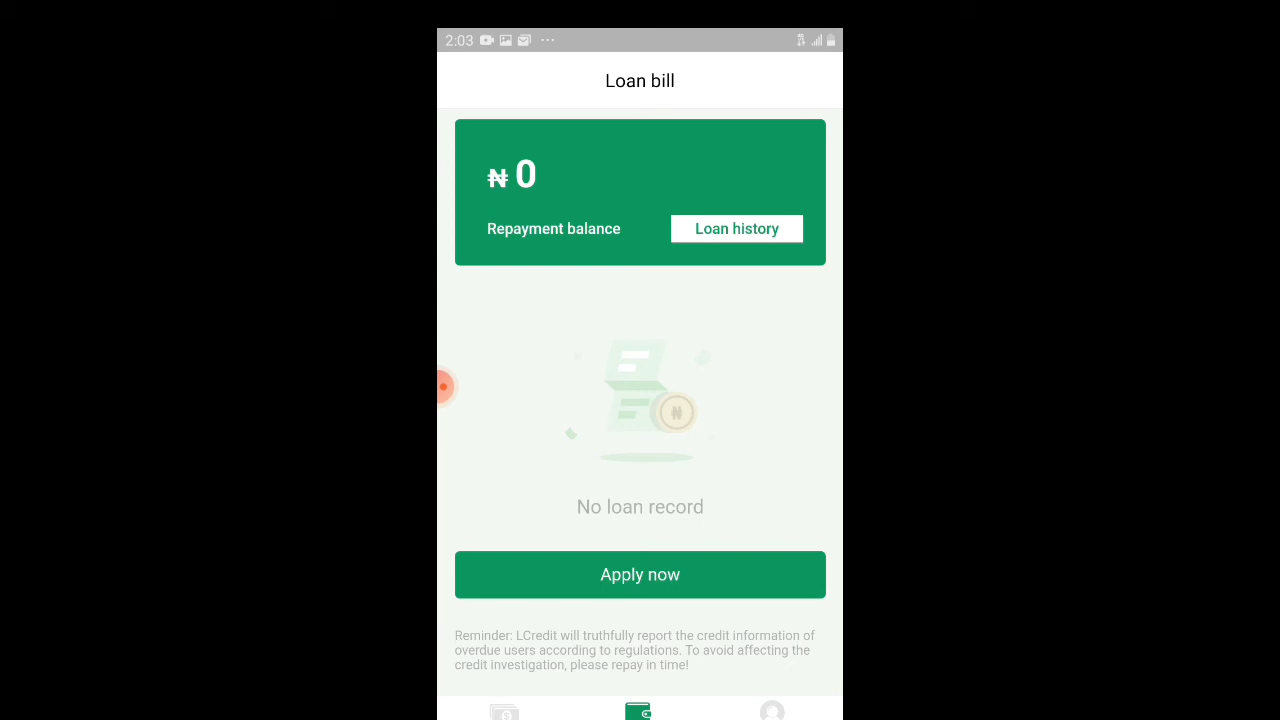 2:03
Loan bill
₦ 0
Repayment balance
Loan history
No loan record
Apply now
Reminder: LCredit will truthfully report the credit information of
overdue users according to regulations. To avoid affecting the
credit investigation, please repay in time!